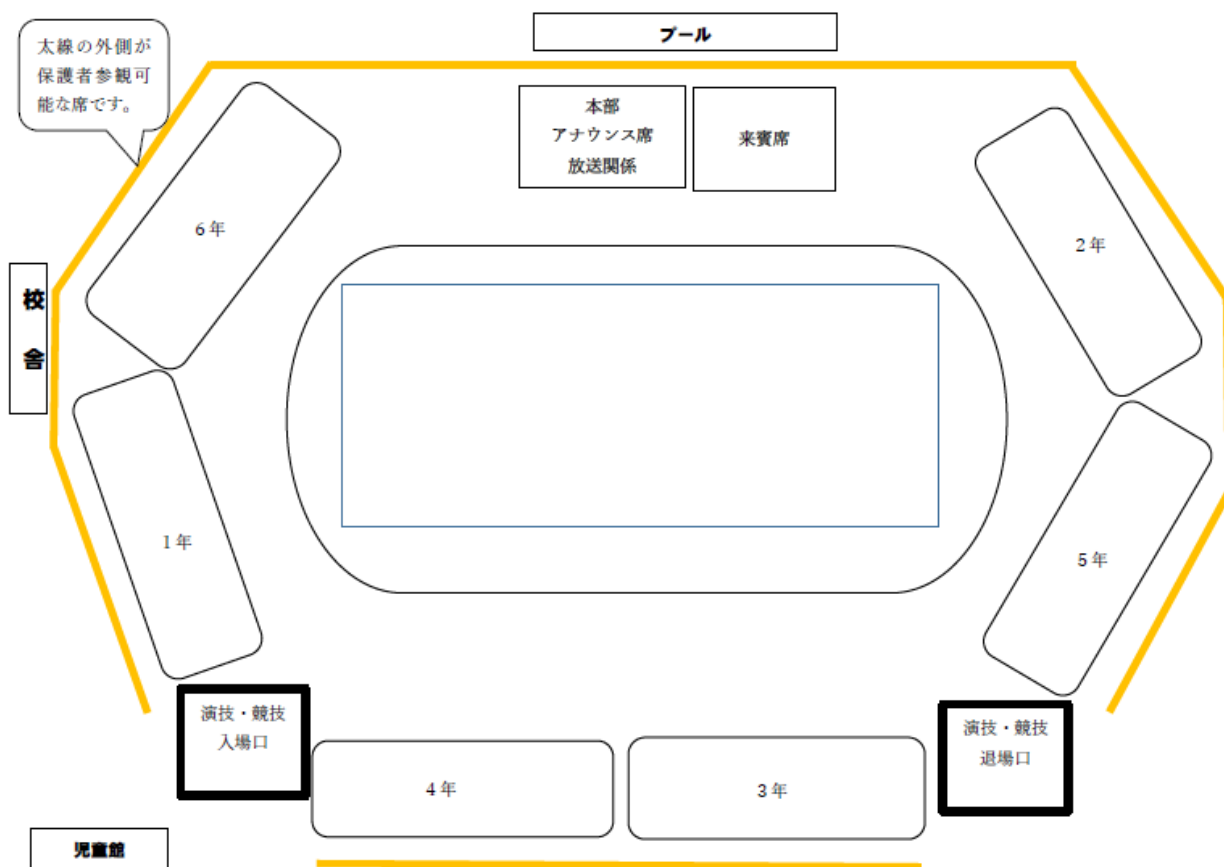 プール
太線の外側が
保護者参観可
能な席です。
本部
アナウンス席
放送関係
来賓席
6年
2年
校
舎
1年
5年
演技・競技
入場口
演技・競技
退場口
4年
3年
児童館